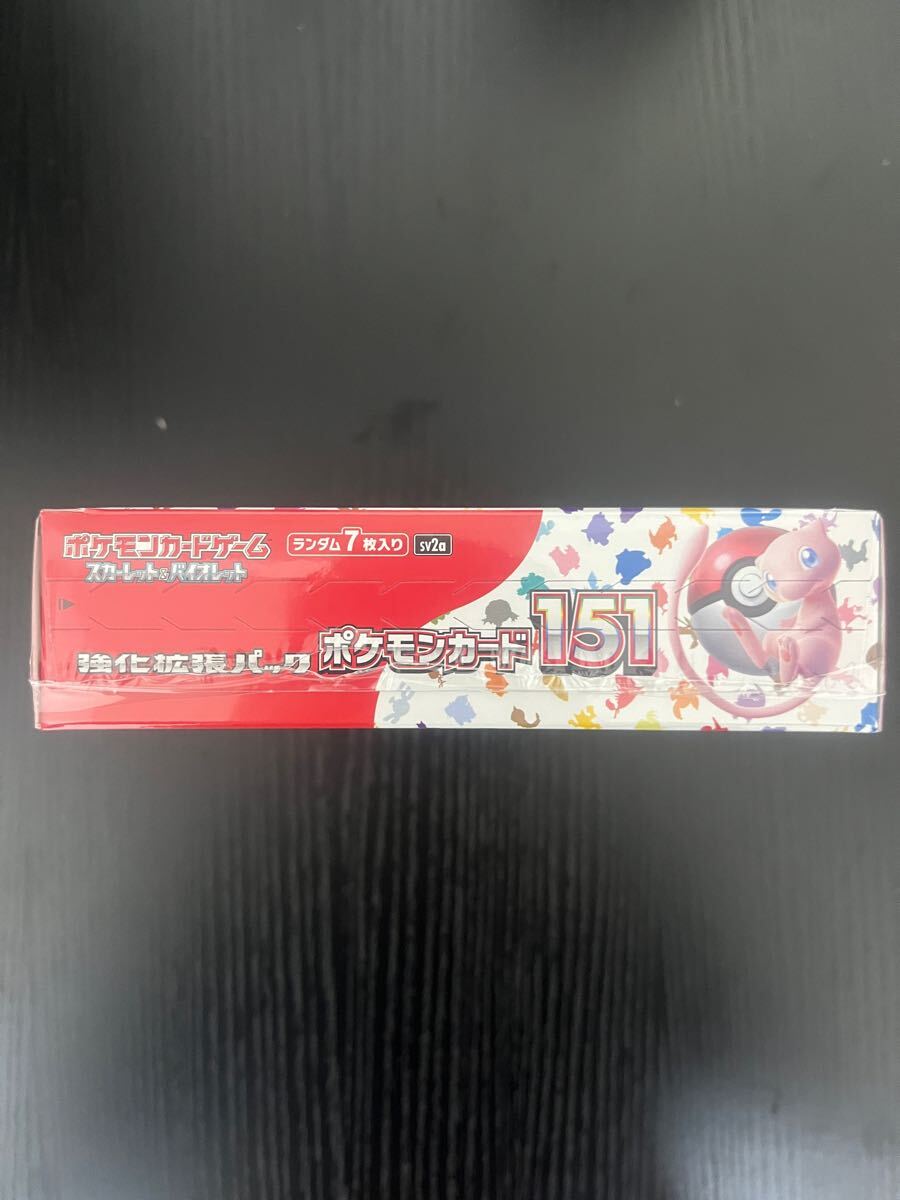 ポケモンカードゲーム
スカーレット&バイオレット
ランダム7枚入り sv2a
強化拡張パック ポケモンカード151